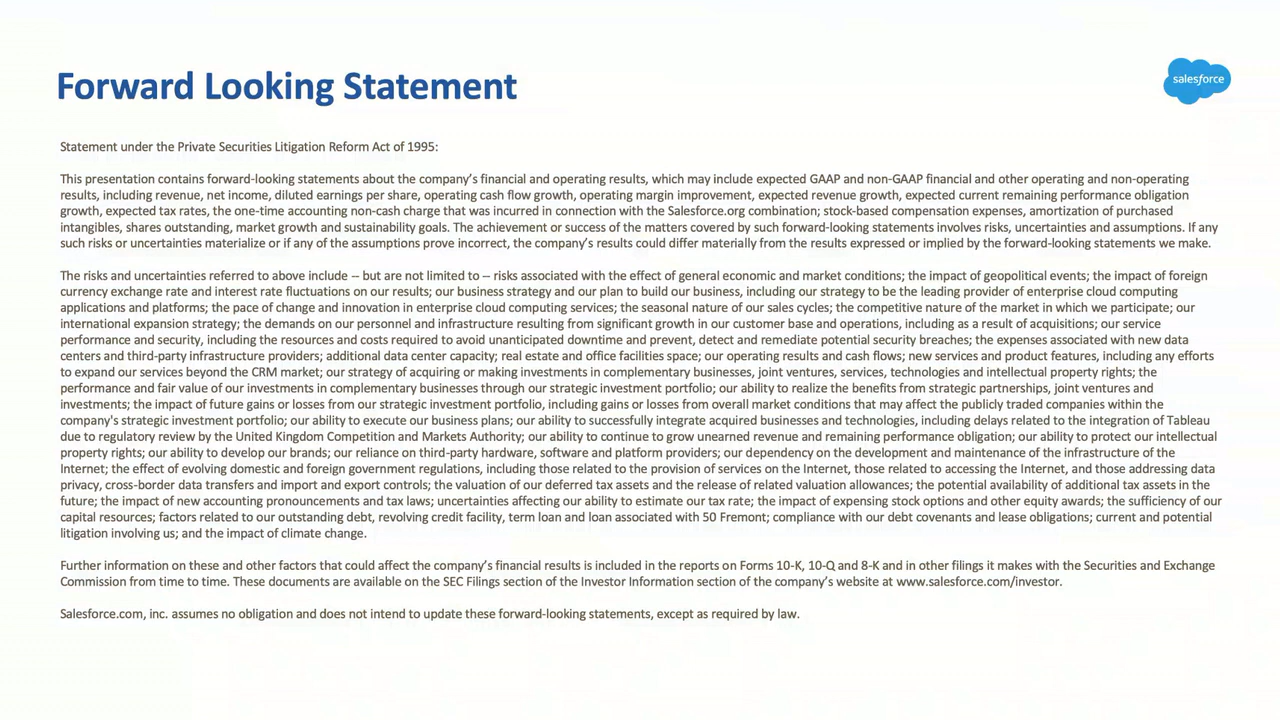 Forward Looking Statement
salesforce
Statement under the Private Securities Litigation Reform Act of 1995:
This presentation contains forward-looking statements about the company's financial and operating results, which may include expected GAAP and non-GAAP financial and other operating and non-operating
results, including revenue, net income, diluted earnings per share, operating cash flow growth, operating margin improvement, expected revenue growth, expected current remaining performance obligation
growth, expected tax rates, the one-time accounting non-cash charge that was incurred in connection with the Salesforce.org combination; stock-based compensation expenses, amortization of purchased
intangibles, shares outstanding, market growth and sustainability goals. The achievement or success of the matters covered by such forward-looking statements involves risks, uncertainties and assumptions. If any
such risks or uncertainties materialize or if any of the assumptions prove incorrect, the company's results could differ materially from the results expressed or implied by the forward-looking statements we make.
The risks and uncertainties referred to above include -- but are not limited to -- risks associated with the effect of general economic and market conditions; the impact of geopolitical events; the impact of foreign
currency exchange rate and interest rate fluctuations on our results; our business strategy and our plan to build our business, including our strategy to be the leading provider of enterprise cloud computing
applications and platforms; the pace of change and innovation in enterprise cloud computing services; the seasonal nature of our sales cycles; the competitive nature of the market in which we participate; our
international expansion strategy; the demands on our personnel and infrastructure resulting from significant growth in our customer base and operations, including as a result of acquisitions; our service
performance and security, including the resources and costs required to avoid unanticipated downtime and prevent, detect and remediate potential security breaches; the expenses associated with new data
centers and third-party infrastructure providers; additional data center capacity; real estate and office facilities space; our operating results and cash flows; new services and product features, including any efforts
to expand our services beyond the CRM market; our strategy of acquiring or making investments in complementary businesses, joint ventures, services, technologies and intellectual property rights; the
performance and fair value of our investments in complementary businesses through our strategic investment portfolio; our ability to realize the benefits from strategic partnerships, joint ventures and
investments; the impact of future gains or losses from our strategic investment portfolio, including gains or losses from overall market conditions that may affect the publicly traded companies within the
company's strategic investment portfolio; our ability to execute our business plans; our ability to successfully integrate acquired businesses and technologies, including delays related to the integration of Tableau
due to regulatory review by the United Kingdom Competition and Markets Authority; our ability to continue to grow unearned revenue and remaining performance obligation; our ability to protect our intellectual
property rights; our ability to develop our brands; our reliance on third-party hardware, software and platform providers; our dependency on the development and maintenance of the infrastructure of the
Internet; the effect of evolving domestic and foreign government regulations, including those related to the provision of services on the Internet, those related to accessing the Internet, and those addressing data
privacy, cross-border data transfers and import and export controls; the valuation of our deferred tax assets and the release of related valuation allowances; the potential availability of additional tax assets in the
future; the impact of new accounting pronouncements and tax laws; uncertainties affecting our ability to estimate our tax rate; the impact of expensing stock options and other equity awards; the sufficiency of our
capital resources; factors related to our outstanding debt, revolving credit facility, term loan and loan associated with 50 Fremont; compliance with our debt covenants and lease obligations; current and potential
litigation involving us; and the impact of climate change.
Further information on these and other factors that could affect the company's financial results is included in the reports on Forms 10-K, 10-Q and 8-K and in other filings it makes with the Securities and Exchange
Commission from time to time. These documents are available on the SEC Filings section of the Investor Information section of the company's website at www.salesforce.com/investor.
Salesforce.com, inc. assumes no obligation and does not intend to update these forward-looking statements, except as required by law.